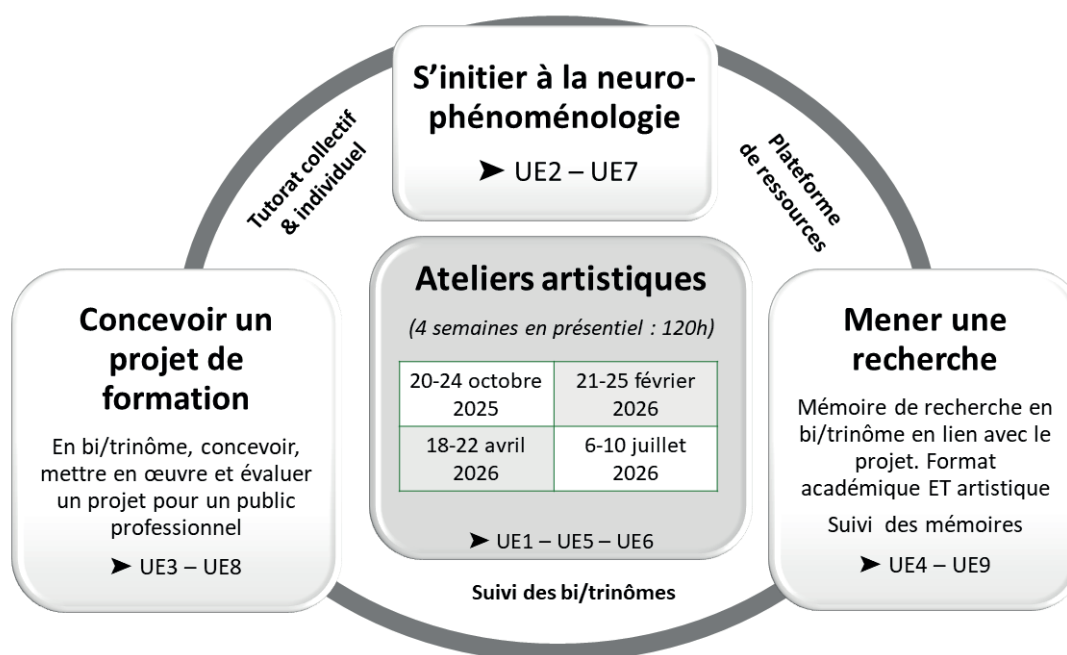 S’initier à la neuro-
phénoménologie
➤ UE2 – UE7
Tutorat collectif
& individuel
Plateforme
de ressources
Concevoir un
projet de
formation
En bi/trinôme, concevoir,
mettre en œuvre et évaluer
un projet pour un public
professionnel
➤ UE3 – UE8
Ateliers artistiques
(4 semaines en présentiel : 120h)
20-24 octobre
2025
21-25 février
2026
18-22 avril
2026
6-10 juillet
2026
➤ UE1 – UE5 – UE6
Mener une
recherche
Mémoire de recherche en
bi/trinôme en lien avec le
projet. Format
académique ET artistique
Suivi des mémoires
➤ UE4 – UE9
Suivi des bi/trinômes